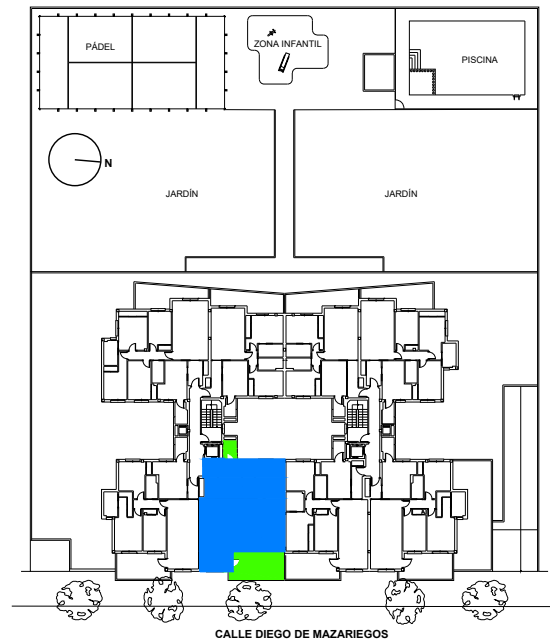 PÁDEL
ZONA INFANTIL
PISCINA
N
JARDÍN
JARDÍN
CALLE DIEGO DE MAZARIEGOS